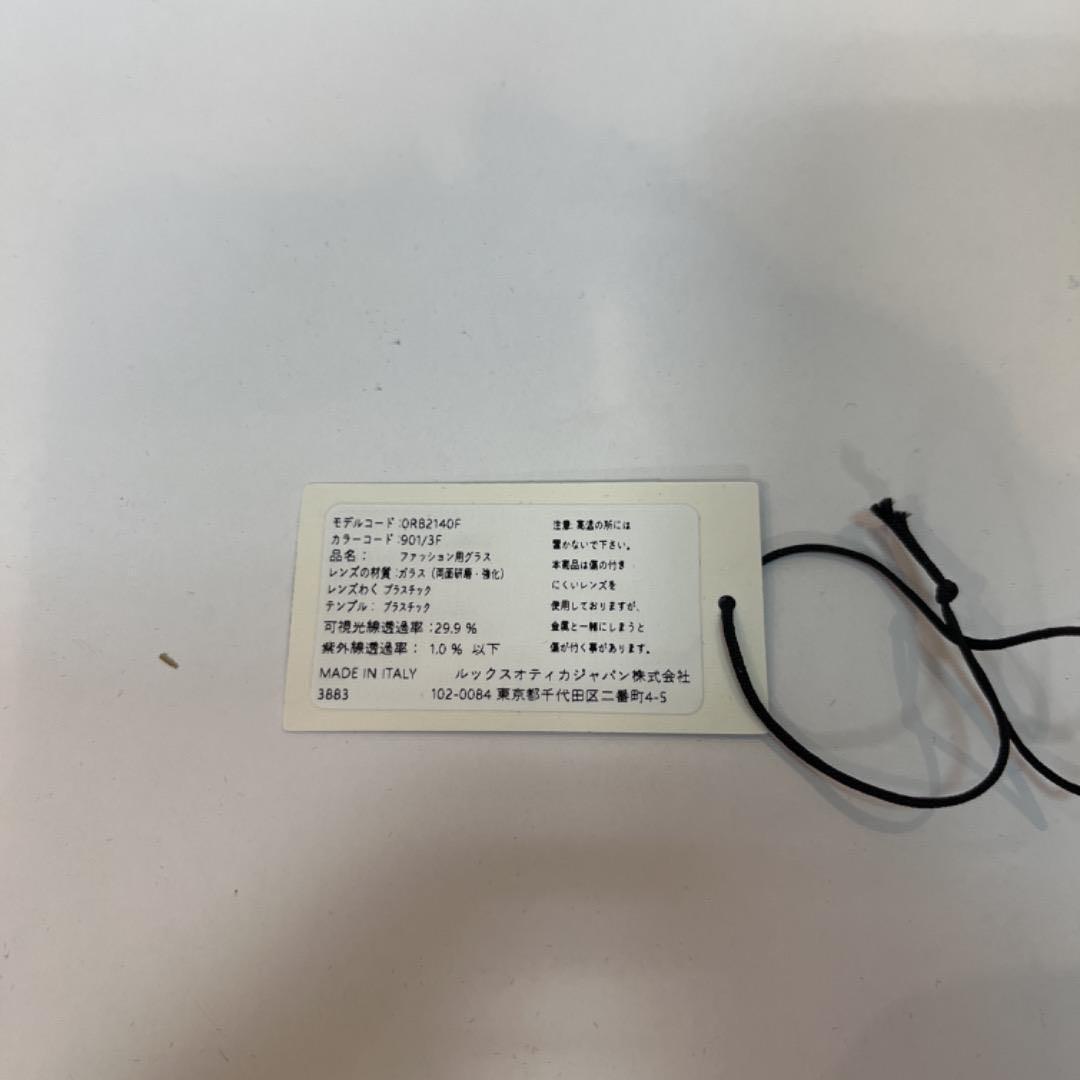 モデルコード:0RB2140F
カラーコード:901/3F
品名: ファッション用グラス
レンズの材質:ガラス (両面研磨・強化)
レンズわく プラスチック
テンプル: プラスチック
可視光線透過率:29.9 %
紫外線透過率: 1.0 % 以下
注意: 高温の所には
置かないで下さい。
本商品は傷の付き
にくいレンズを
使用しておりますが、
金属と一緒にしまうと
傷が付く事があります。
MADE IN ITALY ルックスオティカジャパン株式会社
3883 102-0084 東京都千代田区二番町4-5